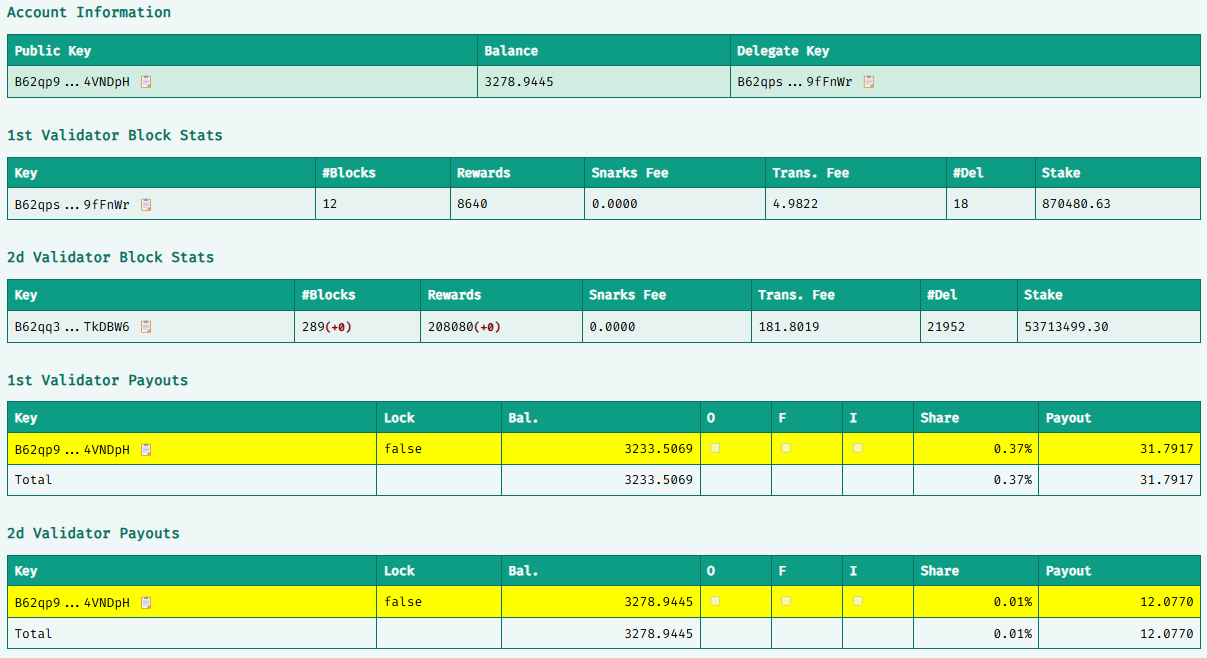 Account Information
Public Key Balance Delegate Key
B62qp9...4VNDpH 3278.9445 B62qps...9fFnWr
1st Validator Block Stats
Key #Blocks Rewards Snarks Fee Trans. Fee #Del Stake
B62qps...9fFnWr 12 8640 0.0000 4.9822 18 870480.63
2d Validator Block Stats
Key #Blocks Rewards Snarks Fee Trans. Fee #Del Stake
B62qq3...TkDBW6 289(+0) 208080(+0) 0.0000 181.8019 21952 53713499.30
1st Validator Payouts
Key Lock Bal. O F I Share Payout
B62qp9...4VNDpH false 3233.5069 0.37% 31.7917
Total 3233.5069 0.37% 31.7917
2d Validator Payouts
Key Lock Bal. O F I Share Payout
B62qp9...4VNDpH false 3278.9445 0.01% 12.0770
Total 3278.9445 0.01% 12.0770